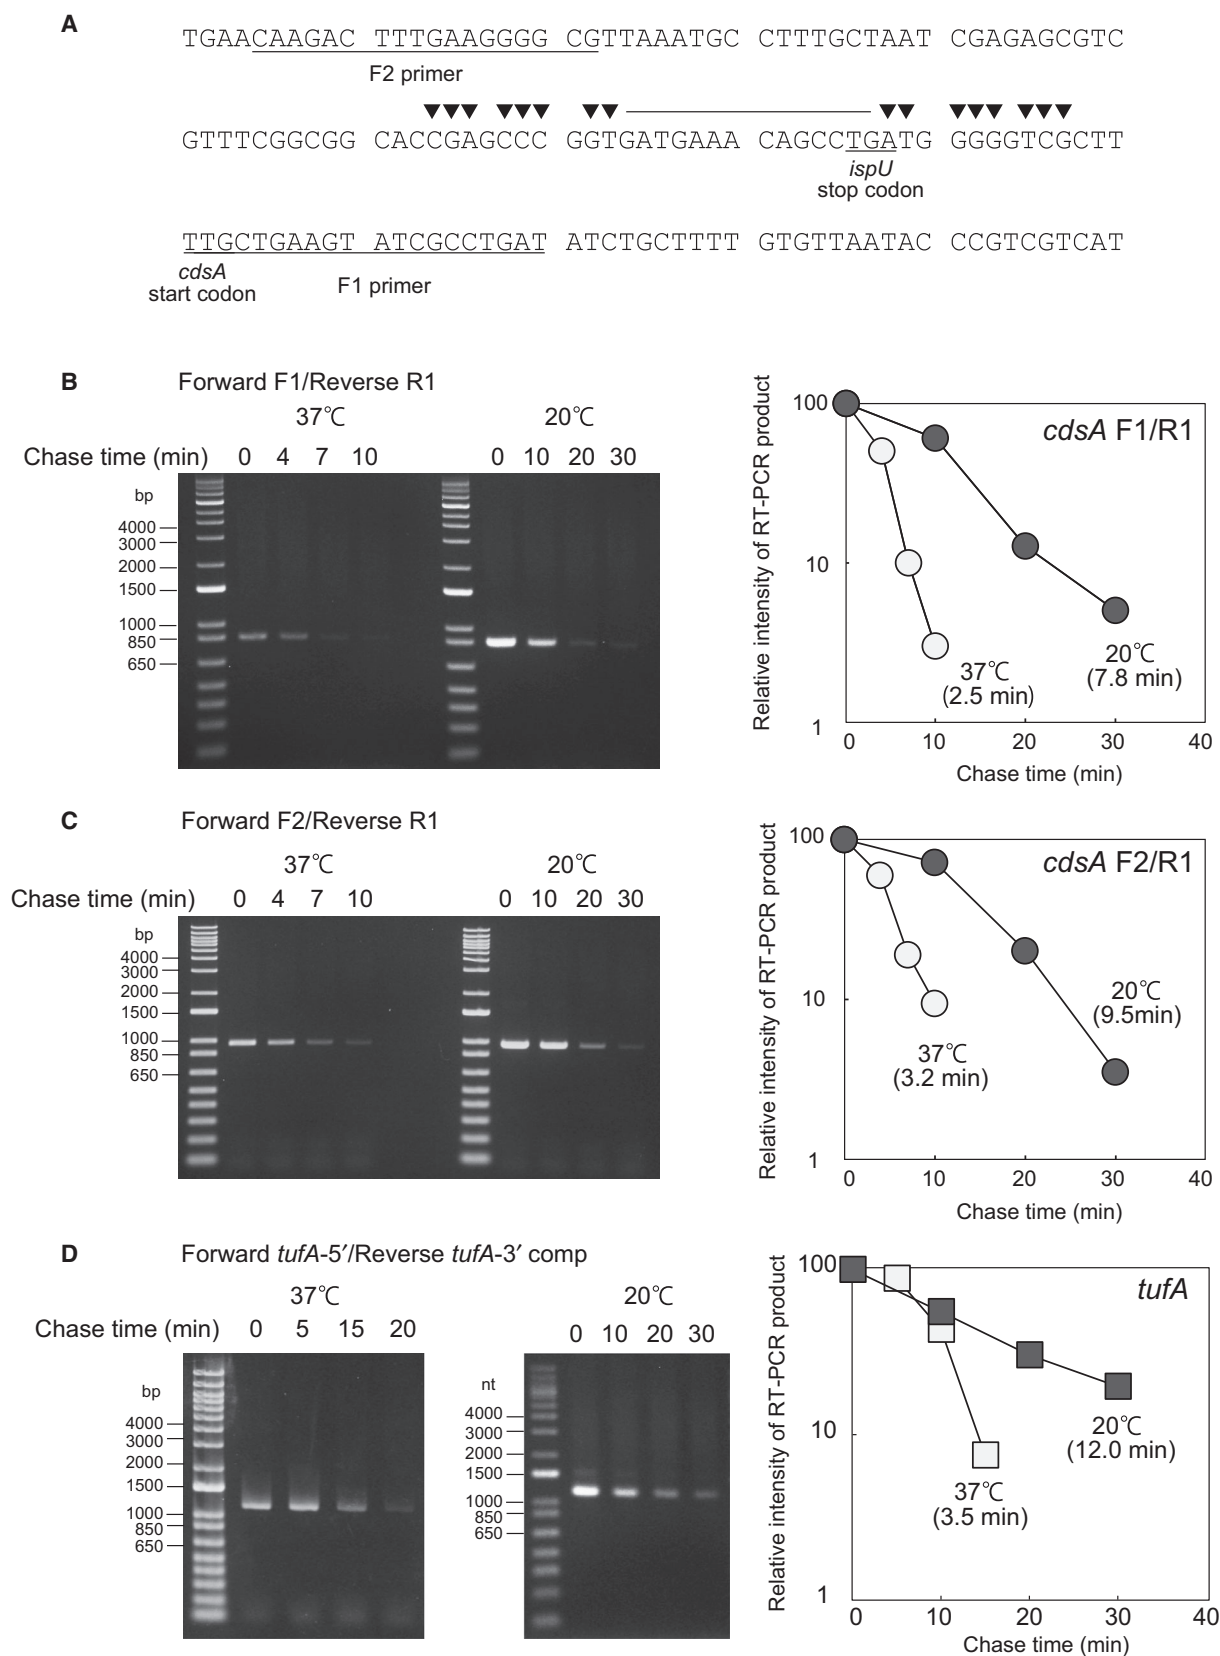 A
TGAACAAGAC TTTGAAGGGG CGTTAAATGC CTTTGCTAAT CGAGAGCGTC
F2 primer
GTTTCGGCGG CACCGAGCCC GGTGATGAAA CAGCCTGATG GGGGTCGCTT
ispU
stop codon
TTGCTGAAGT ATCGCCTGAT ATCTGCTTTT GTGTTAATAC CCGTCGTCAT
cdsA
start codon
F1 primer
B
Forward F1/Reverse R1
37℃
20℃
Chase time (min) 0 4 7 10
0 10 20 30
bp
4000
3000
2000
1500
1000
850
650
Relative intensity of RT-PCR product
100
10
1
cdsA F1/R1
20℃
(7.8 min)
37℃
(2.5 min)
0 10 20 30 40
Chase time (min)
C
Forward F2/Reverse R1
37℃
20℃
Chase time (min) 0 4 7 10
0 10 20 30
bp
4000
3000
2000
1500
1000
850
650
Relative intensity of RT-PCR product
100
10
1
cdsA F2/R1
20℃
(9.5min)
37℃
(3.2 min)
0 10 20 30 40
Chase time (min)
D
Forward tufA-5′/Reverse tufA-3′ comp
37℃
20℃
Chase time (min) 0 5 15 20
0 10 20 30
bp
4000
3000
2000
1500
1000
850
650
nt
4000
3000
2000
1500
1000
850
650
Relative intensity of RT-PCR product
100
10
1
tufA
20℃
(12.0 min)
37℃
(3.5 min)
0 10 20 30 40
Chase time (min)